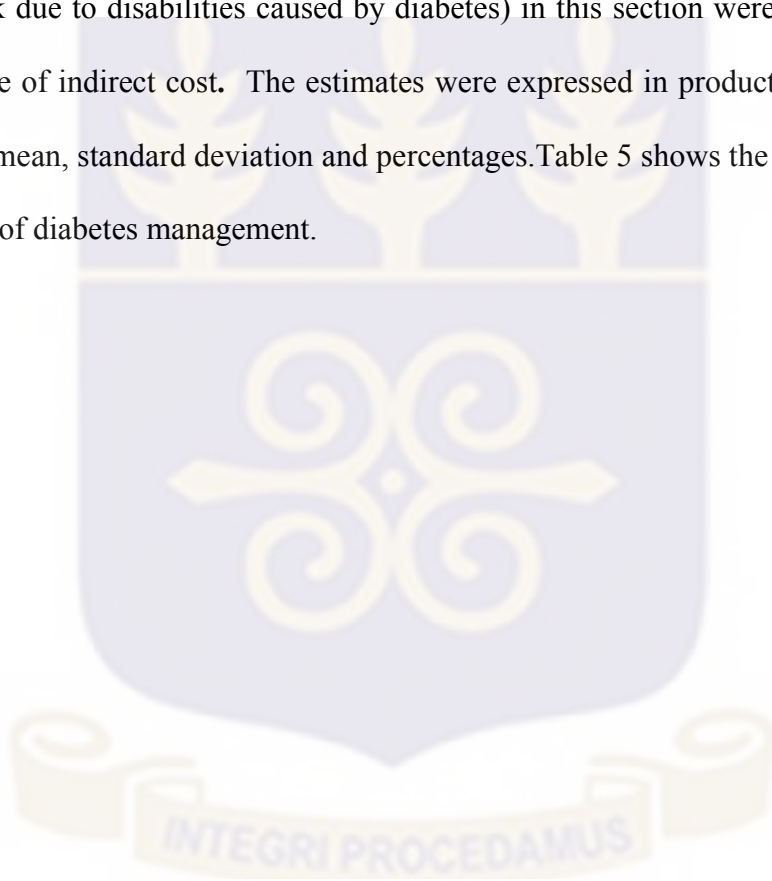 due to disabilities caused by diabetes) in this section were
of indirect cost. The estimates were expressed in product
mean, standard deviation and percentages.Table 5 shows the
of diabetes management.
INTEGRI PROCEDAMUS